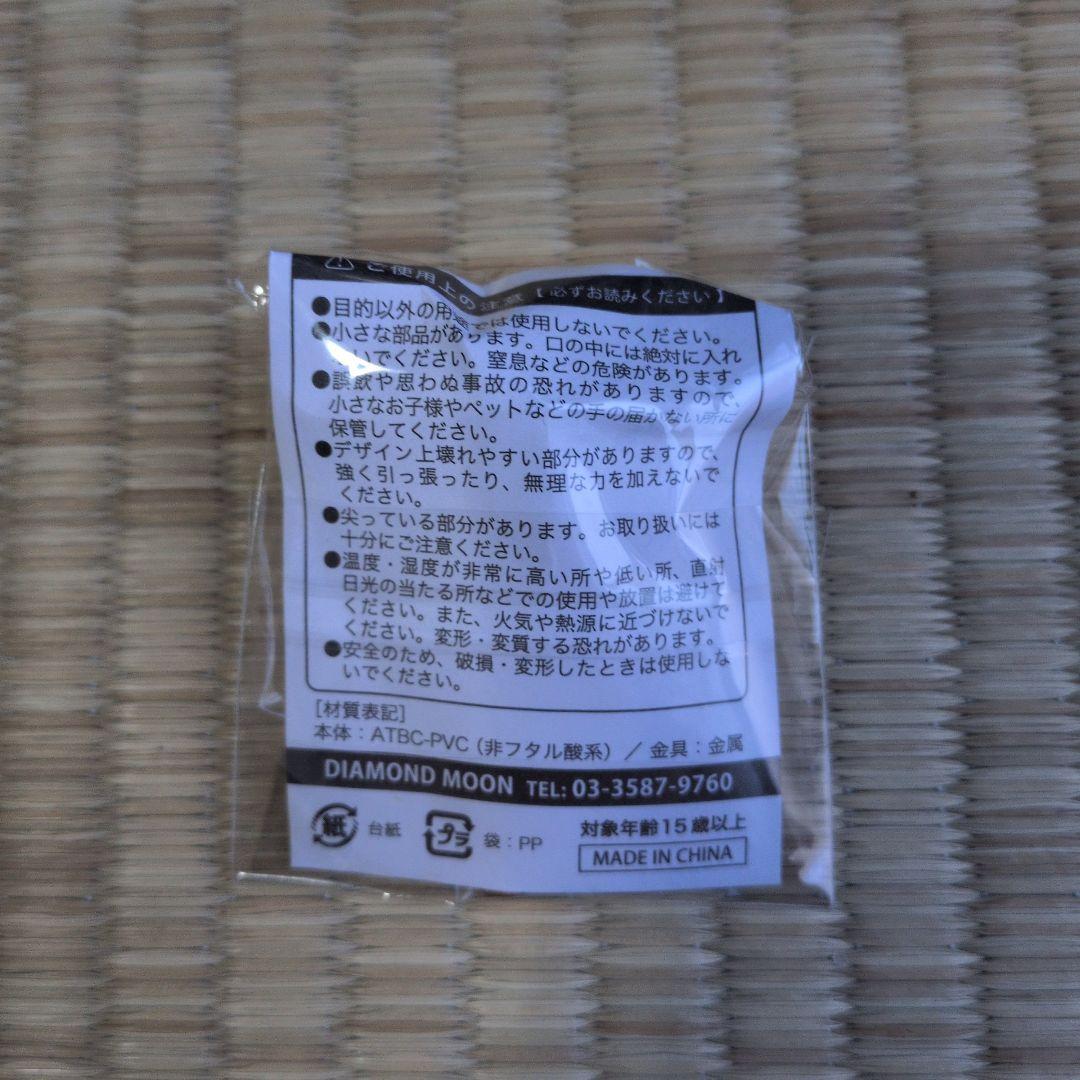 ⚠ ご使用上の注意【必ずお読みください】
●目的以外の用途では使用しないでください。
●小さな部品があります。口の中には絶対に入れ
ないでください。窒息などの危険があります。
●誤飲や思わぬ事故の恐れがありますので、
小さなお子様やペットなどの手の届かない所に
保管してください。
●デザイン上壊れやすい部分がありますので、
強く引っ張ったり、無理な力を加えないで
ください。
●尖っている部分があります。お取り扱いには
十分にご注意ください。
●温度・湿度が非常に高い所や低い所、直射
日光の当たる所などでの使用や放置は避けて
ください。また、火気や熱源に近づけないで
ください。変形・変質する恐れがあります。
●安全のため、破損・変形したときは使用しな
いでください。
[材質表記]
本体:ATBC-PVC(非フタル酸系)/金具:金属
DIAMOND MOON TEL: 03-3587-9760
紙 台紙 プラ 袋:PP
対象年齢15歳以上
MADE IN CHINA